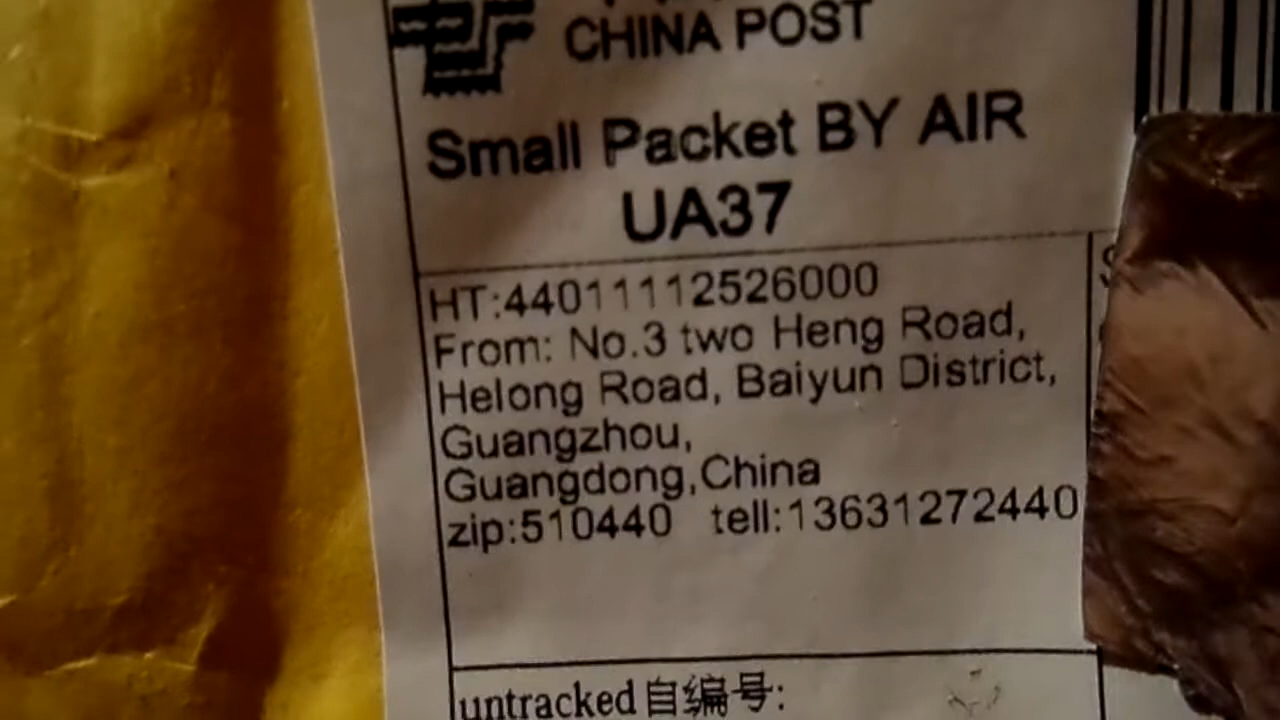 CHINA POST
Small Packet BY AIR
UA37
HT:44011112526000
From: No.3 two Heng Road,
Helong Road, Baiyun District,
Guangzhou,
Guangdong,China
zip:510440 tell:13631272440
untracked自编号: